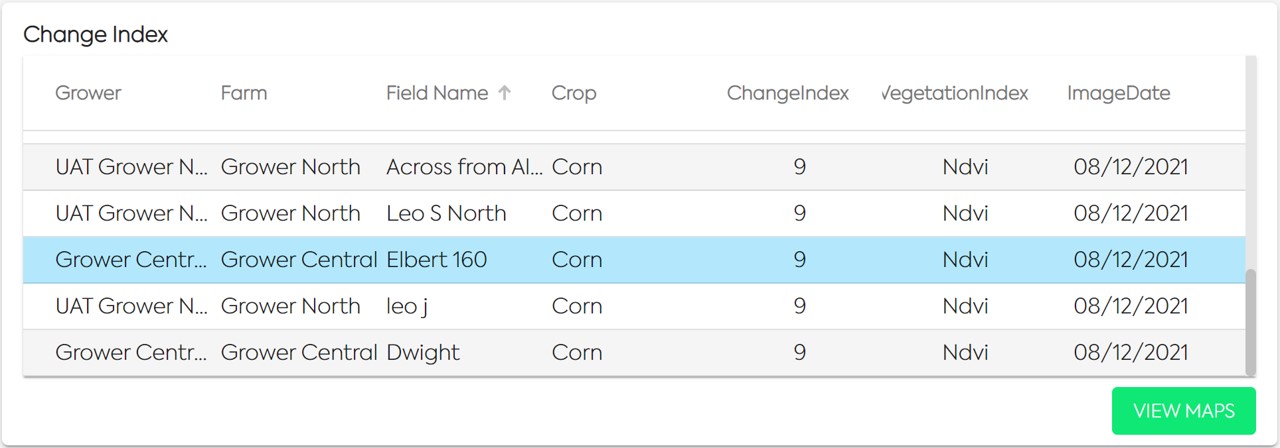 Change Index
Grower Farm Field Name ↑ Crop ChangeIndex VegetationIndex ImageDate
UAT Grower N... Grower North Across from Al... Corn 9 Ndvi 08/12/2021
UAT Grower N... Grower North Leo S North Corn 9 Ndvi 08/12/2021
Grower Centr... Grower Central Elbert 160 Corn 9 Ndvi 08/12/2021
UAT Grower N... Grower North leo j Corn 9 Ndvi 08/12/2021
Grower Centr... Grower Central Dwight Corn 9 Ndvi 08/12/2021
VIEW MAPS